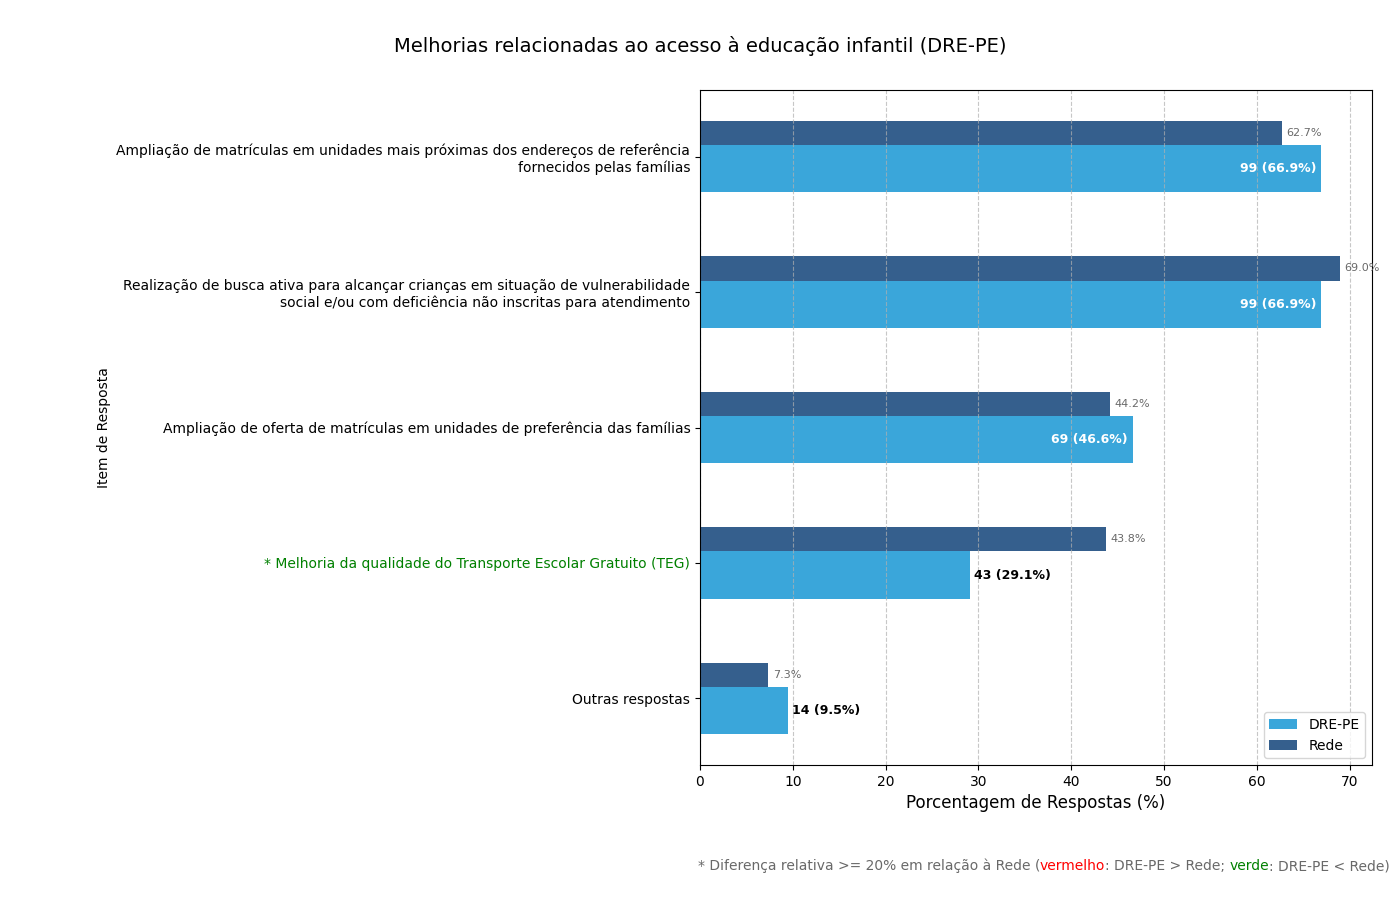 Melhorias relacionadas ao acesso à educação infantil (DRE-PE)
Ampliação de matrículas em unidades mais próximas dos endereços de referência
fornecidos pelas famílias
62.7%
99 (66.9%)
Realização de busca ativa para alcançar crianças em situação de vulnerabilidade
social e/ou com deficiência não inscritas para atendimento
69.0%
99 (66.9%)
Item de Resposta
Ampliação de oferta de matrículas em unidades de preferência das famílias
44.2%
69 (46.6%)
* Melhoria da qualidade do Transporte Escolar Gratuito (TEG)
43.8%
43 (29.1%)
Outras respostas
7.3%
14 (9.5%)
DRE-PE
Rede
0 10 20 30 40 50 60 70
Porcentagem de Respostas (%)
* Diferença relativa >= 20% em relação à Rede (vermelho: DRE-PE > Rede; verde: DRE-PE < Rede)